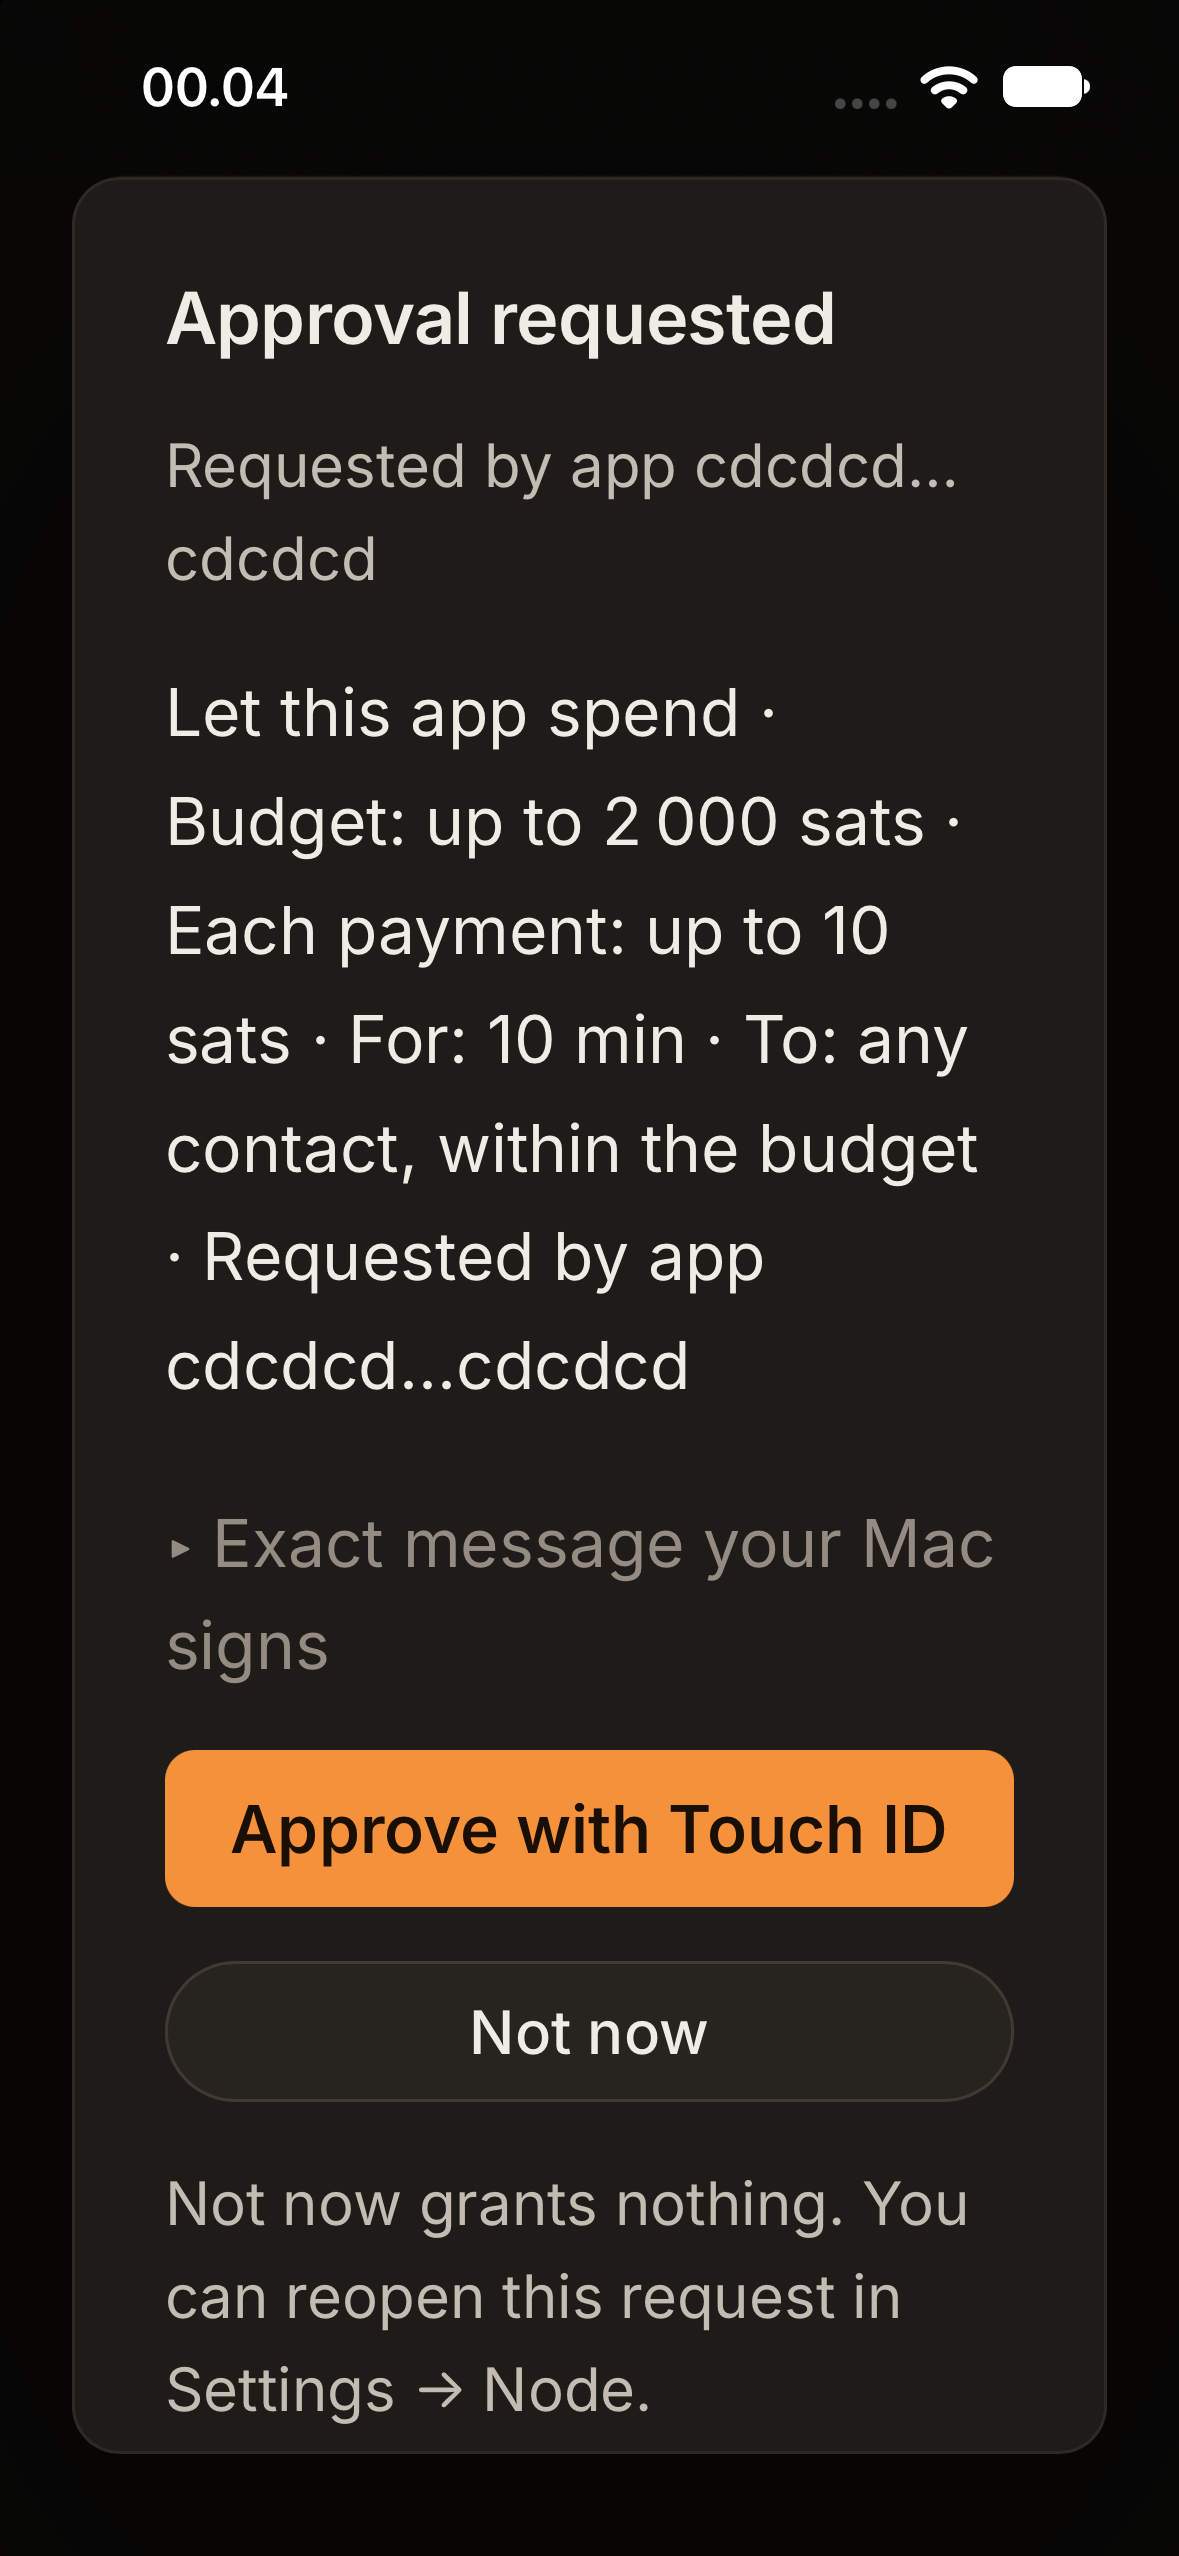 00.04
Approval requested
Requested by app cdcdcd…
cdcdcd
Let this app spend ·
Budget: up to 2 000 sats ·
Each payment: up to 10
sats · For: 10 min · To: any
contact, within the budget
· Requested by app
cdcdcd…cdcdcd
▸ Exact message your Mac
signs
Approve with Touch ID
Not now
Not now grants nothing. You
can reopen this request in
Settings → Node.